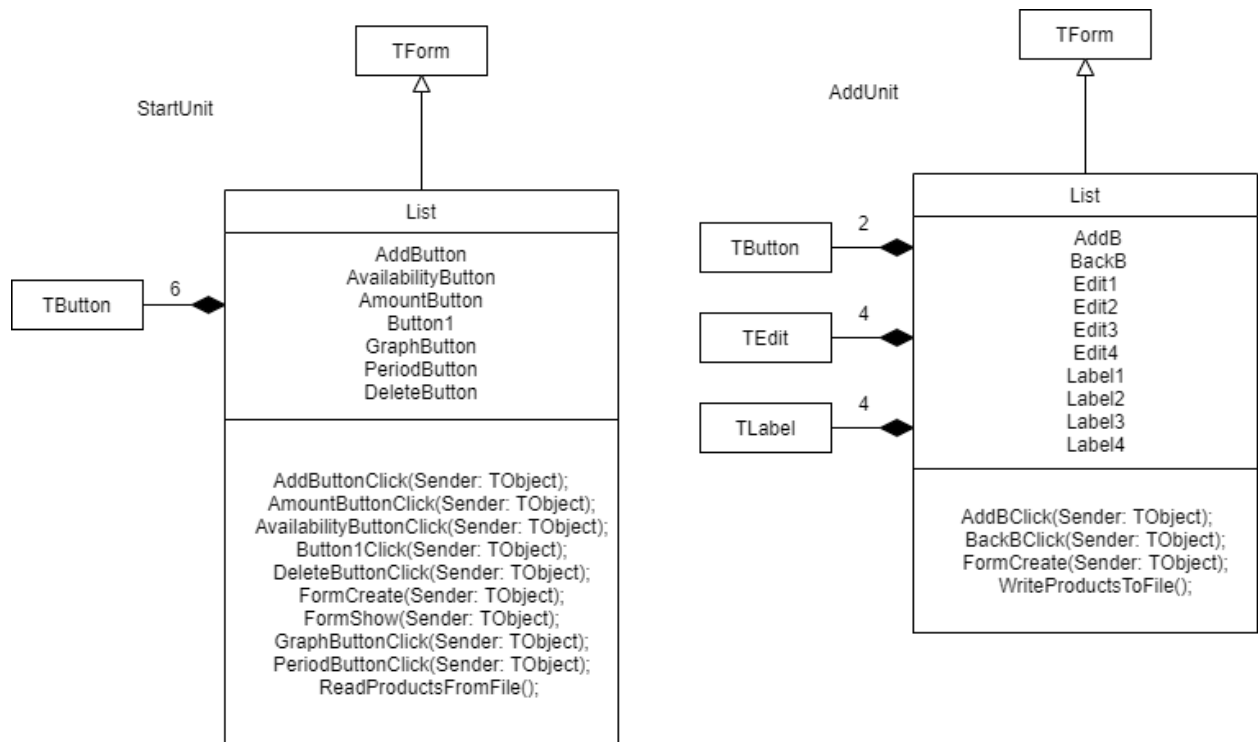 TForm
StartUnit
List
AddButton
AvailabilityButton
AmountButton
Button1
GraphButton
PeriodButton
DeleteButton
TButton
6
AddButtonClick(Sender: TObject);
AmountButtonClick(Sender: TObject);
AvailabilityButtonClick(Sender: TObject);
Button1Click(Sender: TObject);
DeleteButtonClick(Sender: TObject);
FormCreate(Sender: TObject);
FormShow(Sender: TObject);
GraphButtonClick(Sender: TObject);
PeriodButtonClick(Sender: TObject);
ReadProductsFromFile();
TForm
AddUnit
List
TButton
2
TEdit
4
TLabel
4
AddB
BackB
Edit1
Edit2
Edit3
Edit4
Label1
Label2
Label3
Label4
AddBClick(Sender: TObject);
BackBClick(Sender: TObject);
FormCreate(Sender: TObject);
WriteProductsToFile();